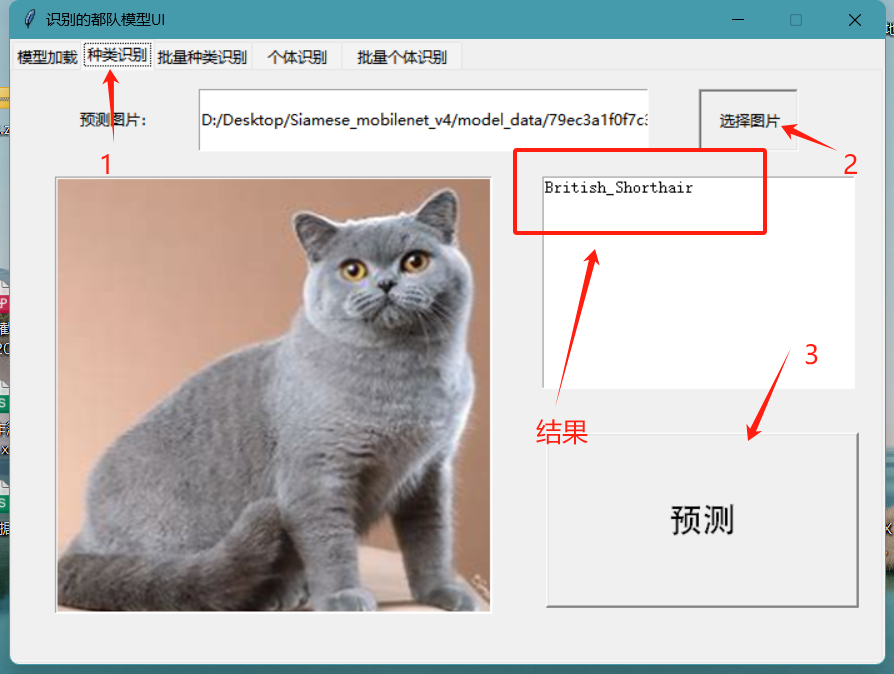 识别的都队模型UI
模型加载 种类识别 批量种类识别 个体识别 批量个体识别
预测图片: D:/Desktop/Siamese_mobilenet_v4/model_data/79ec3a1f0f7c3 选择图片
1
2
British_Shorthair
3
结果
预测